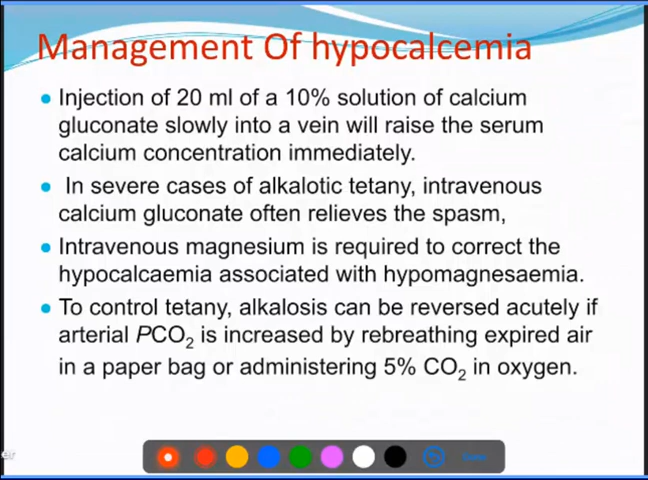 Management Of hypocalcemia
Injection of 20 ml of a 10% solution of calcium
gluconate slowly into a vein will raise the serum
calcium concentration immediately.
In severe cases of alkalotic tetany, intravenous
calcium gluconate often relieves the spasm,
Intravenous magnesium is required to correct the
hypocalcaemia associated with hypomagnesaemia.
To control tetany, alkalosis can be reversed acutely if
arterial PCO₂ is increased by rebreathing expired air
in a paper bag or administering 5% CO₂ in oxygen.